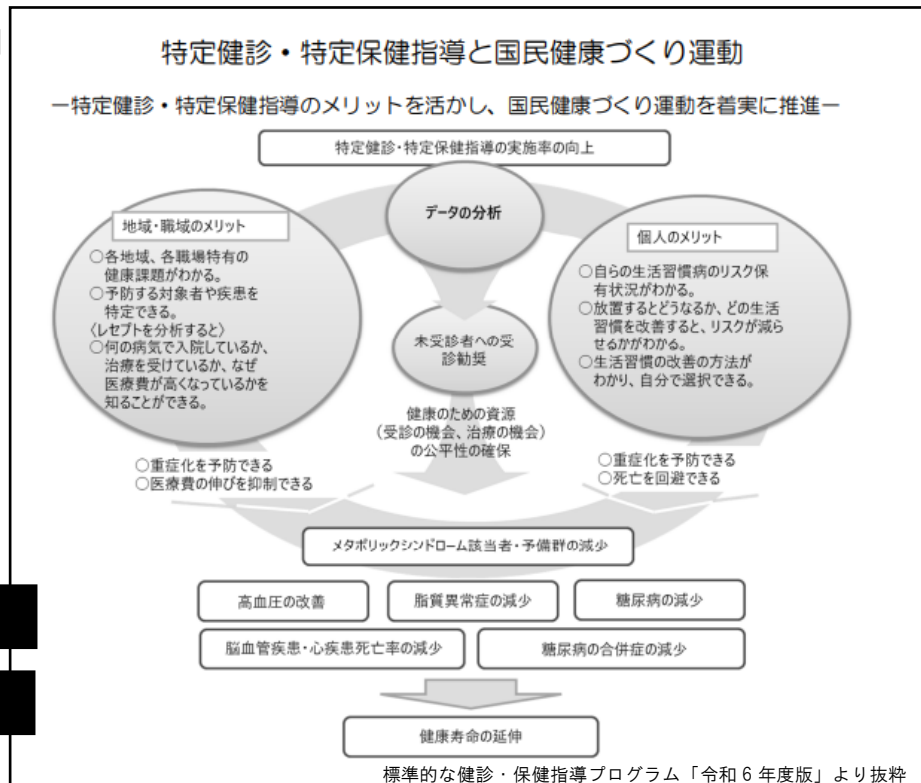 特定健診・特定保健指導と国民健康づくり運動
－特定健診・特定保健指導のメリットを活かし、国民健康づくり運動を着実に推進－
特定健診・特定保健指導の実施率の向上
データの分析
地域・職域のメリット
○各地域、各職場特有の
健康課題がわかる。
○予防する対象者や疾患を
特定できる。
〈レセプトを分析すると〉
○何の病気で入院しているか、
治療を受けているか、なぜ
医療費が高くなっているかを
知ることができる。
個人のメリット
○自らの生活習慣病のリスク保
有状況がわかる。
○放置するとどうなるか、どの生活
習慣を改善すると、リスクが減ら
せるかがわかる。
○生活習慣の改善の方法が
わかり、自分で選択できる。
未受診者への受
診勧奨
健康のための資源
(受診の機会、治療の機会)
の公平性の確保
○重症化を予防できる
○医療費の伸びを抑制できる
○重症化を予防できる
○死亡を回避できる
メタボリックシンドローム該当者・予備群の減少
高血圧の改善
脂質異常症の減少
糖尿病の減少
脳血管疾患・心疾患死亡率の減少
糖尿病の合併症の減少
健康寿命の延伸
標準的な健診・保健指導プログラム「令和6年度版」より抜粋